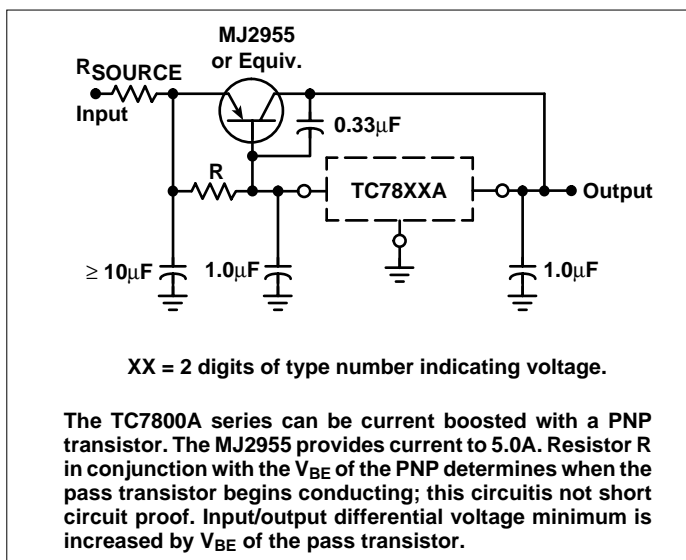 MJ2955
or Equiv.
RSOURCE
Input
0.33µF
R
TC78XXA
Output
≥ 10µF
1.0µF
1.0µF
XX = 2 digits of type number indicating voltage.
The TC7800A series can be current boosted with a PNP
transistor. The MJ2955 provides current to 5.0A. Resistor R
in conjunction with the VBE of the PNP determines when the
pass transistor begins conducting; this circuitis not short
circuit proof. Input/output differential voltage minimum is
increased by VBE of the pass transistor.